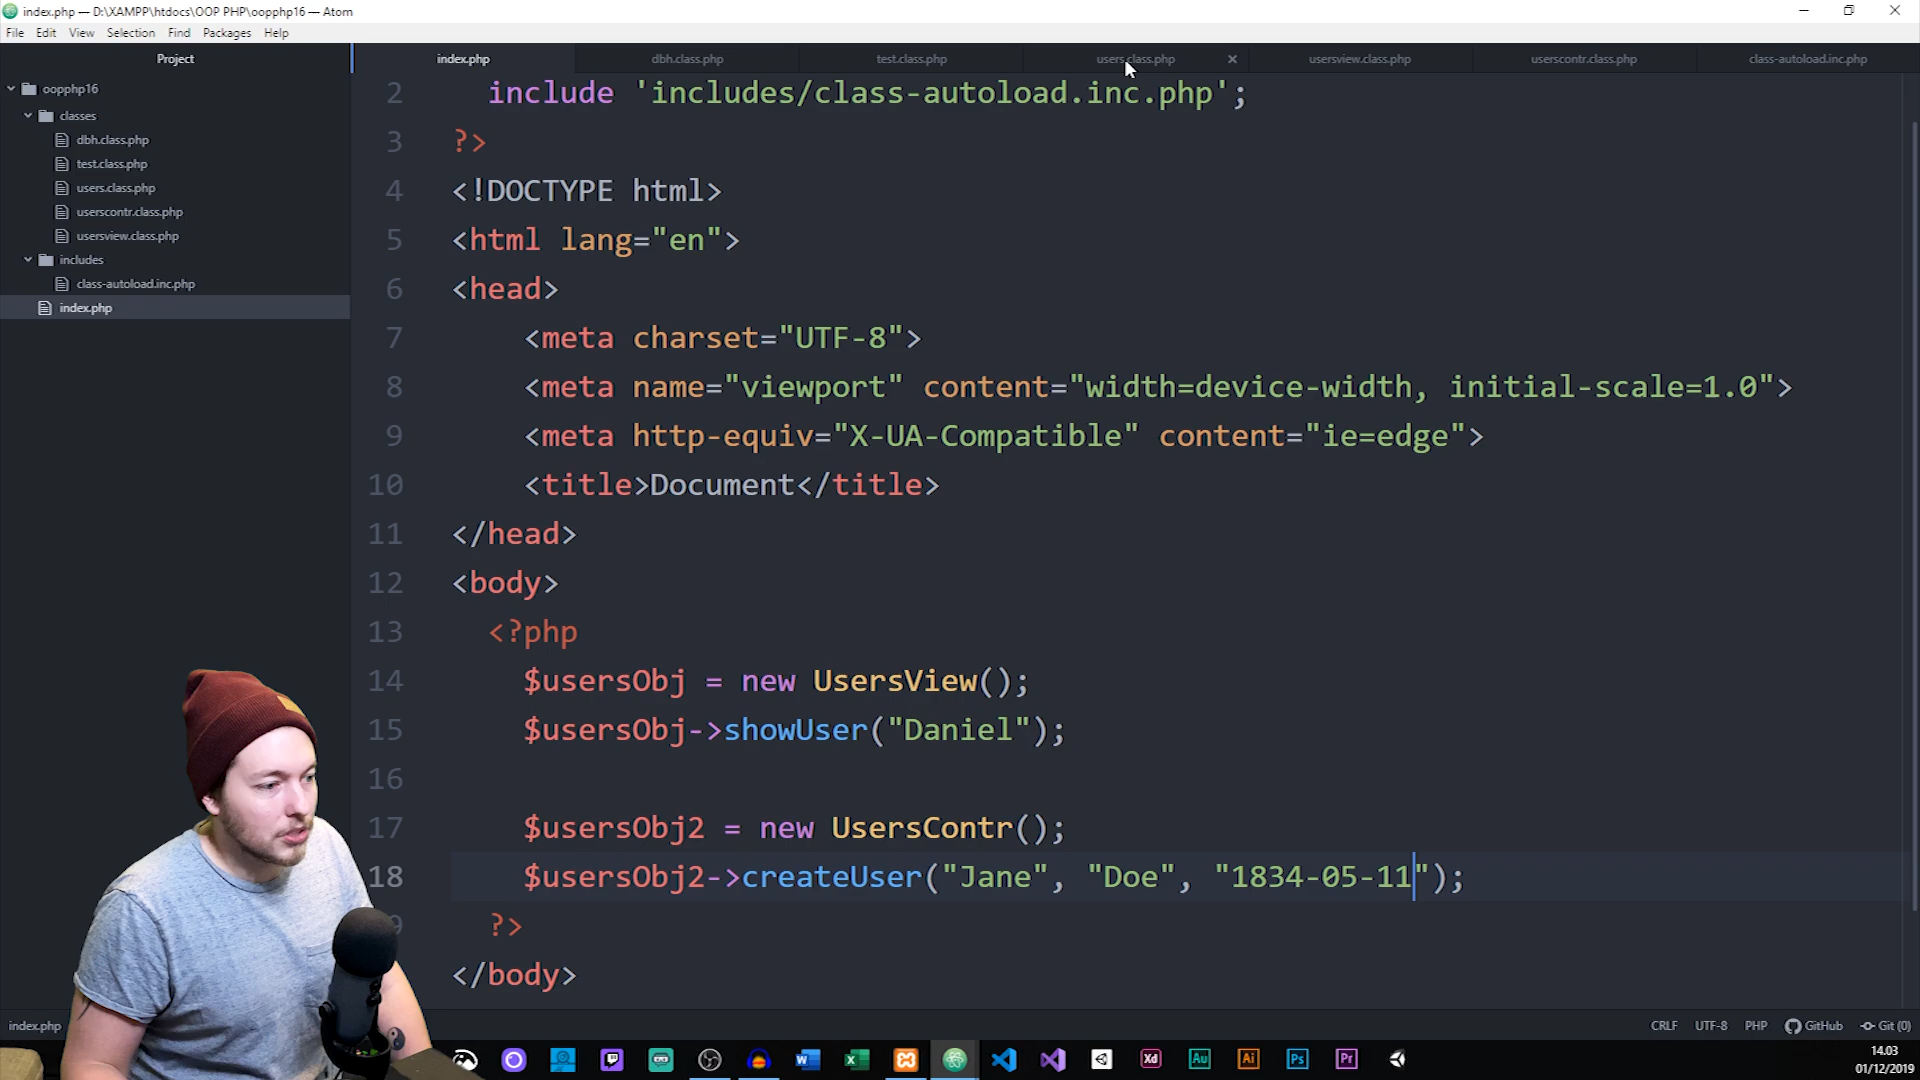 index.php — D:\XAMPP\htdocs\OOP PHP\oopphp16 — Atom
File Edit View Selection Find Packages Help
Project
index.php dbh.class.php test.class.php users.class.php usersview.class.php userscontr.class.php class-autoload.inc.php
oopphp16
classes
dbh.class.php
test.class.php
users.class.php
userscontr.class.php
usersview.class.php
includes
class-autoload.inc.php
index.php
2 include 'includes/class-autoload.inc.php';
3 ?>
4 <!DOCTYPE html>
5 <html lang="en">
6 <head>
7 <meta charset="UTF-8">
8 <meta name="viewport" content="width=device-width, initial-scale=1.0">
9 <meta http-equiv="X-UA-Compatible" content="ie=edge">
10 <title>Document</title>
11 </head>
12 <body>
13 <?php
14 $usersObj = new UsersView();
15 $usersObj->showUser("Daniel");
16
17 $usersObj2 = new UsersContr();
18 $usersObj2->createUser("Jane", "Doe", "1834-05-11");
9 ?>
</body>
index.php CRLF UTF-8 PHP GitHub Git (0)
Xd Au Ai Ps Pr
14.03
01/12/2019